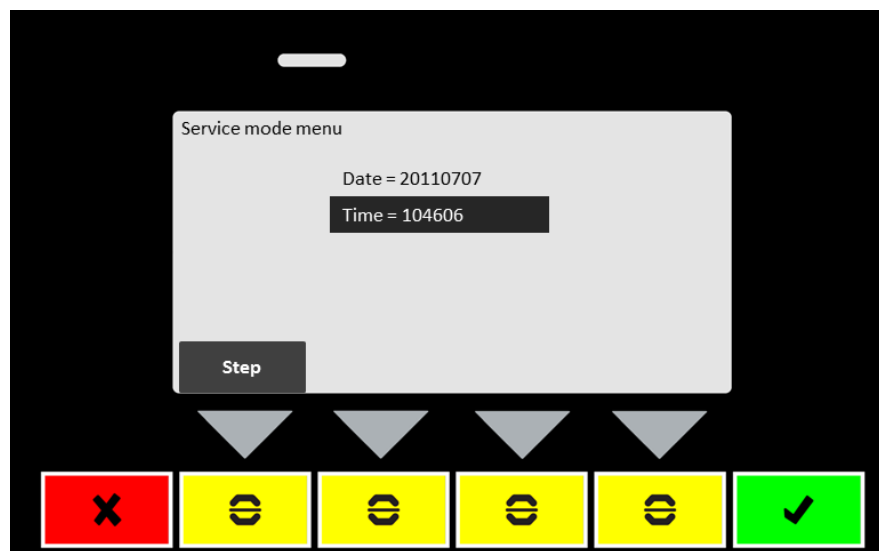 Service mode menu
Date = 20110707
Time = 104606
Step